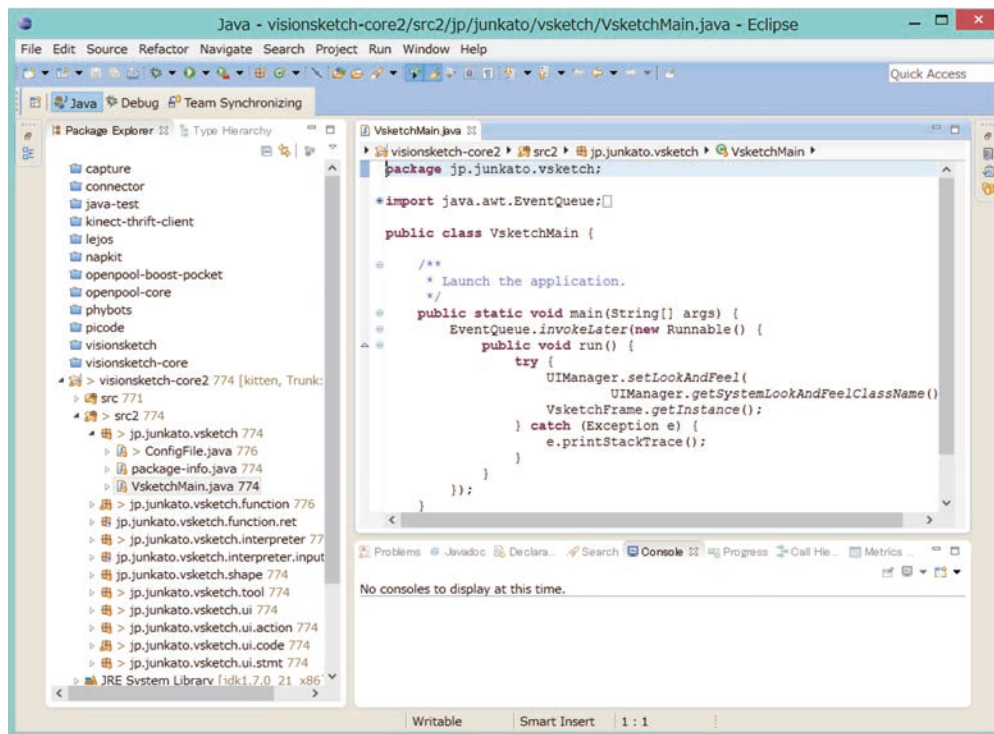 Java - visionsketch-core2/src2/jp/junkato/vsketch/VsketchMain.java - Eclipse
File Edit Source Refactor Navigate Search Project Run Window Help
Quick Access
Java Debug Team Synchronizing
Package Explorer Type Hierarchy
capture
connector
java-test
kinect-thrift-client
lejos
napkit
openpool-boost-pocket
openpool-core
phybots
picode
visionsketch
visionsketch-core
> visionsketch-core2 774 [kitten, Trunk:
src 771
> src2 774
> jp.junkato.vsketch 774
> ConfigFile.java 776
package-info.java 774
VsketchMain.java 774
> jp.junkato.vsketch.function 776
jp.junkato.vsketch.function.ret
> jp.junkato.vsketch.interpreter 77
jp.junkato.vsketch.interpreter.input
> jp.junkato.vsketch.shape 774
> jp.junkato.vsketch.tool 774
> jp.junkato.vsketch.ui 774
> jp.junkato.vsketch.ui.action 774
> jp.junkato.vsketch.ui.code 774
> jp.junkato.vsketch.ui.stmt 774
JRE System Library [jdk1.7.0_21_x86]
VsketchMain.java
visionsketch-core2 src2 jp.junkato.vsketch VsketchMain
package jp.junkato.vsketch;
import java.awt.EventQueue;
public class VsketchMain {
/**
* Launch the application.
*/
public static void main(String[] args) {
EventQueue.invokeLater(new Runnable() {
public void run() {
try {
UIManager.setLookAndFeel(
UIManager.getSystemLookAndFeelClassName()
VsketchFrame.getInstance();
} catch (Exception e) {
e.printStackTrace();
}
}
});
}
Problems Javadoc Declara... Search Console Progress Call Hie... Metrics ...
No consoles to display at this time.
Writable Smart Insert 1 : 1